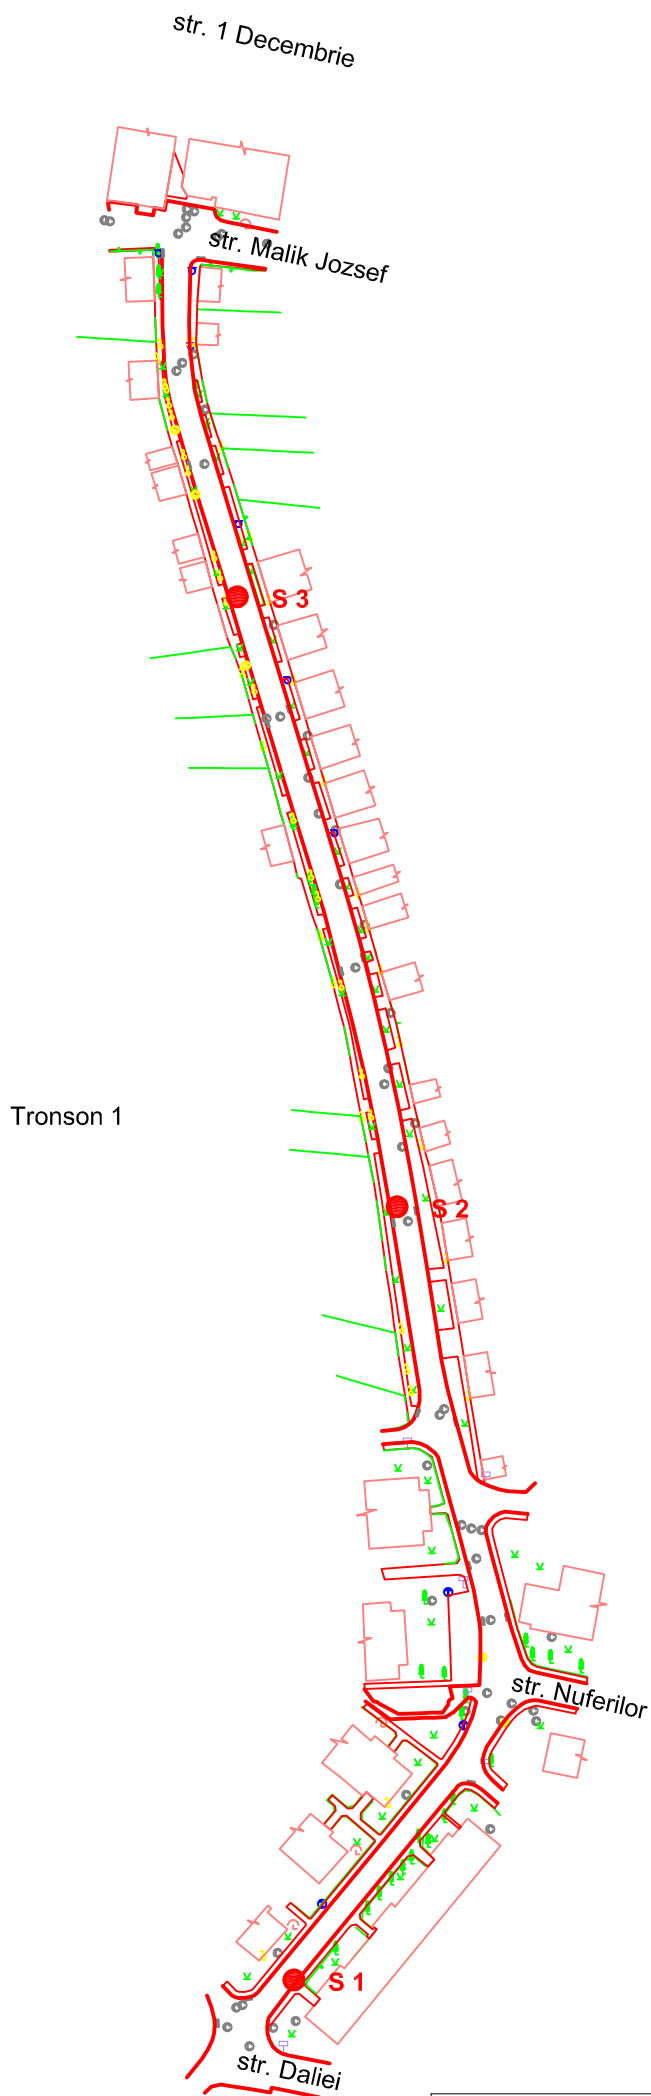 str. 1 Decembrie
str. Malik Jozsef
S 3
Tronson 1
S 2
str. Nuferilor
S 1
str. Daliei